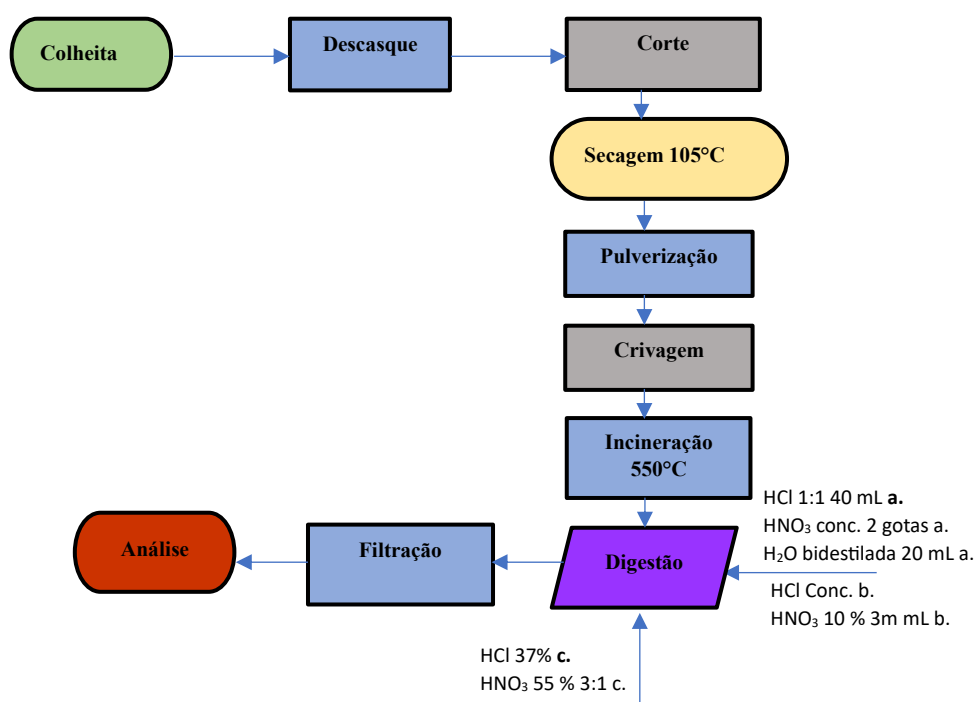 Colheita
Descasque
Corte
Secagem 105°C
Pulverização
Crivagem
Incineração
550°C
HCl 1:1 40 mL a.
HNO₃ conc. 2 gotas a.
H₂O bidestilada 20 mL a.
Análise
Filtração
Digestão
HCl Conc. b.
HNO₃ 10 % 3m mL b.
HCl 37% c.
HNO₃ 55 % 3:1 c.